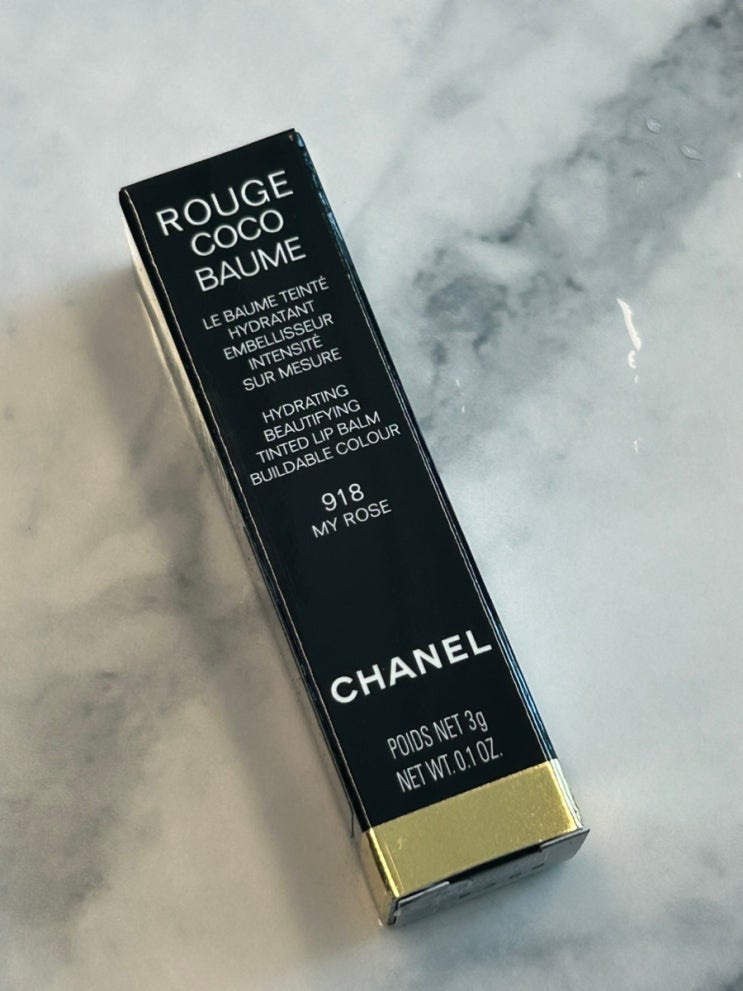 ROUGE
COCO
BAUME
LE BAUME TEINTÉ
HYDRATANT
EMBELLISSEUR
INTENSITÉ
SUR MESURE
HYDRATING
BEAUTIFYING
TINTED LIP BALM
BUILDABLE COLOUR
918
MY ROSE
CHANEL
POIDS NET 3g
NET WT. 0.1 OZ.